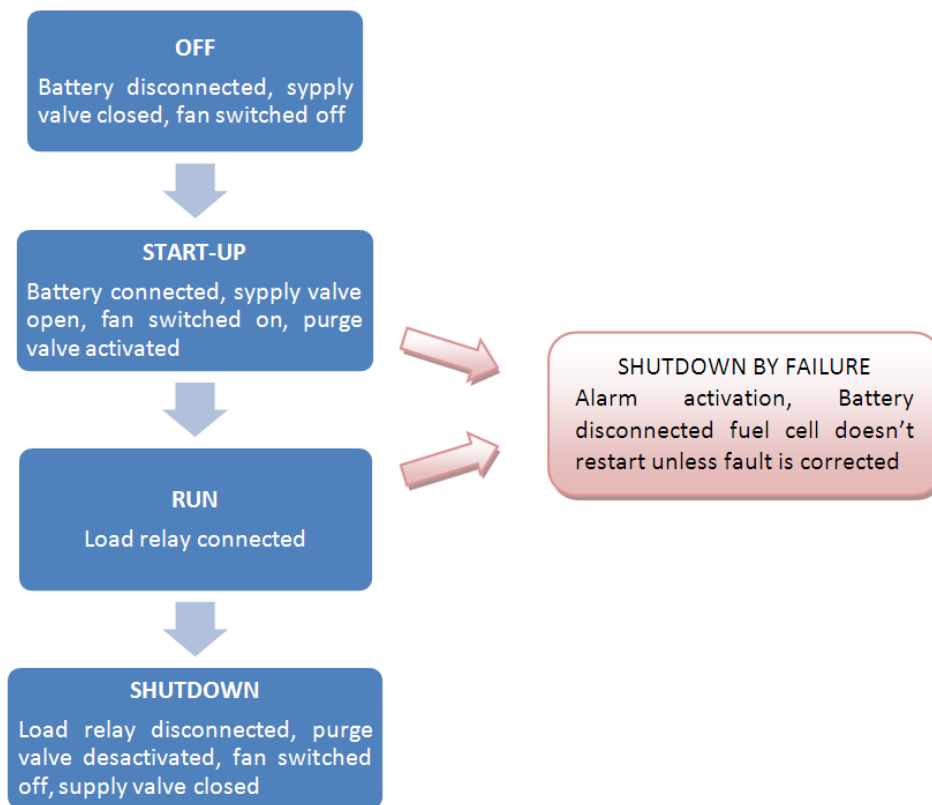 OFF
Battery disconnected, sypply
valve closed, fan switched off
START-UP
Battery connected, sypply valve
open, fan switched on, purge
valve activated
SHUTDOWN BY FAILURE
Alarm activation, Battery
disconnected fuel cell doesn’t
restart unless fault is corrected
RUN
Load relay connected
SHUTDOWN
Load relay disconnected, purge
valve desactivated, fan switched
off, supply valve closed